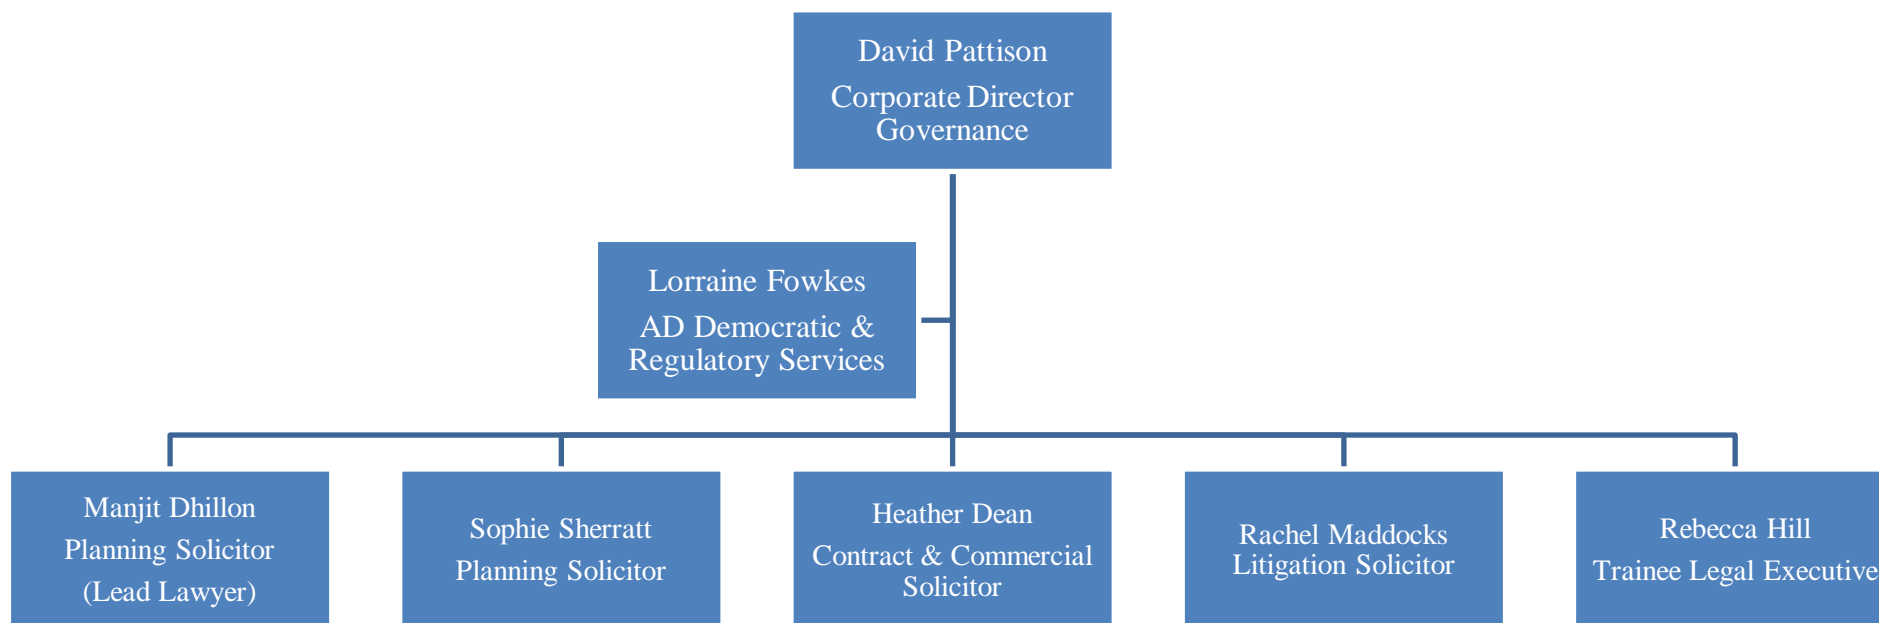 David Pattison
Corporate Director
Governance
Lorraine Fowkes
AD Democratic &
Regulatory Services
Manjit Dhillon
Planning Solicitor
(Lead Lawyer)
Sophie Sherratt
Planning Solicitor
Heather Dean
Contract & Commercial
Solicitor
Rachel Maddocks
Litigation Solicitor
Rebecca Hill
Trainee Legal Executive